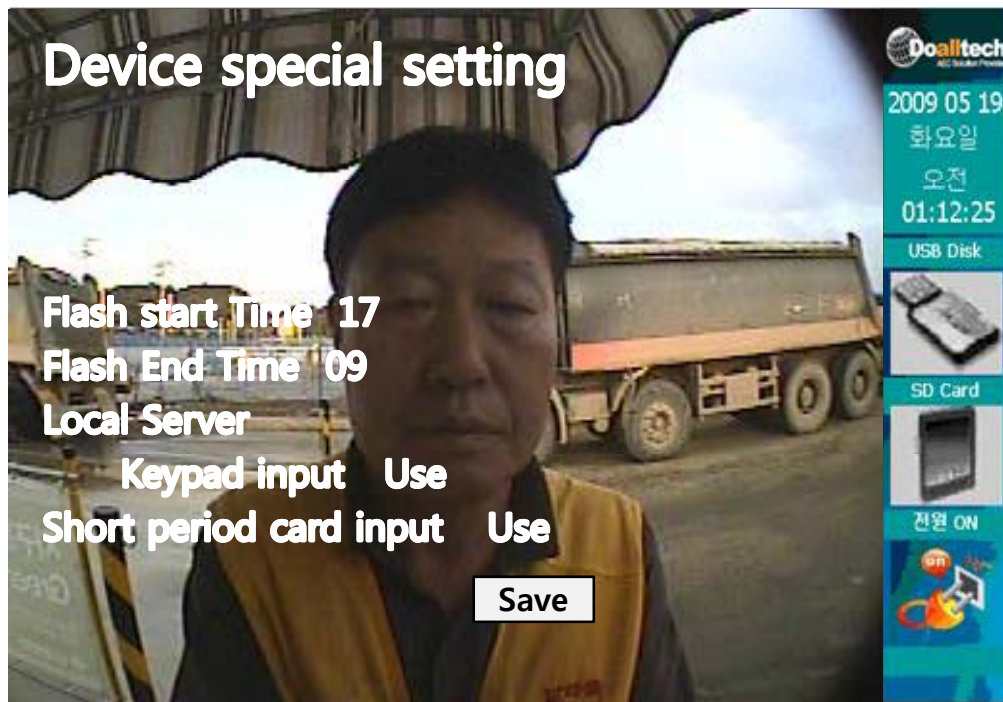 Device special setting
Flash start Time 17
Flash End Time 09
Local Server
Keypad input Use
Short period card input Use
Save
Doalltech
2009 05 19
화요일
오전
01:12:25
USB Disk
SD Card
전원 ON
on